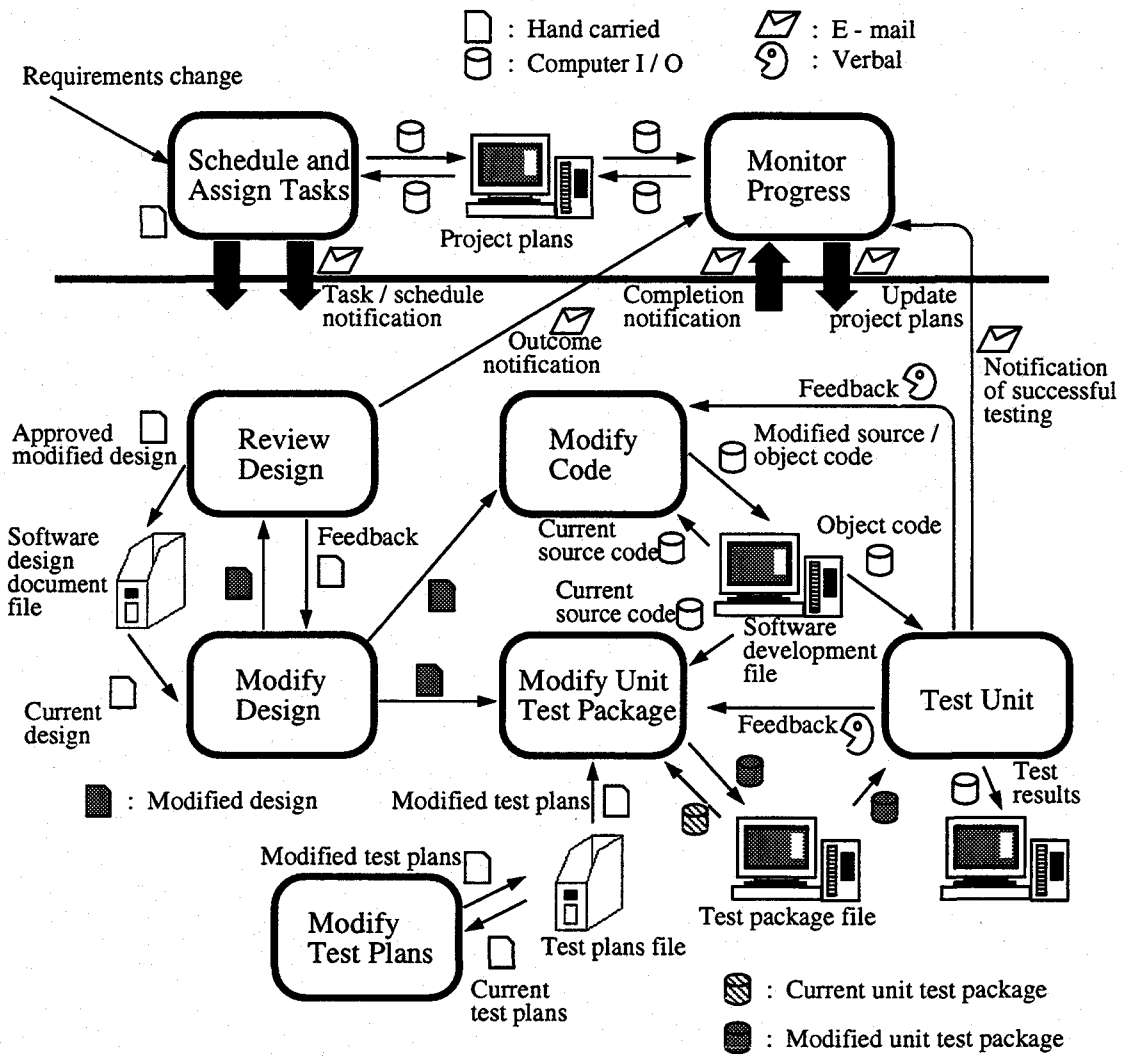 : Hand carried
: E - mail
: Computer I / O
: Verbal
Requirements change
Schedule and
Assign Tasks
Monitor
Progress
Project plans
Task / schedule
notification
Completion
notification
Update
project plans
Outcome
notification
Notification
of successful
testing
Feedback
Approved
modified design
Review
Design
Modify
Code
Modified source /
object code
Software
design
document
file
Feedback
Current
source code
Object code
Current
source code
Software
development
file
Modify
Design
Modify Unit
Test Package
Test Unit
Current
design
Feedback
: Modified design
Modified test plans
Test
results
Modified test plans
Modify
Test Plans
Test plans file
Test package file
Current
test plans
: Current unit test package
: Modified unit test package